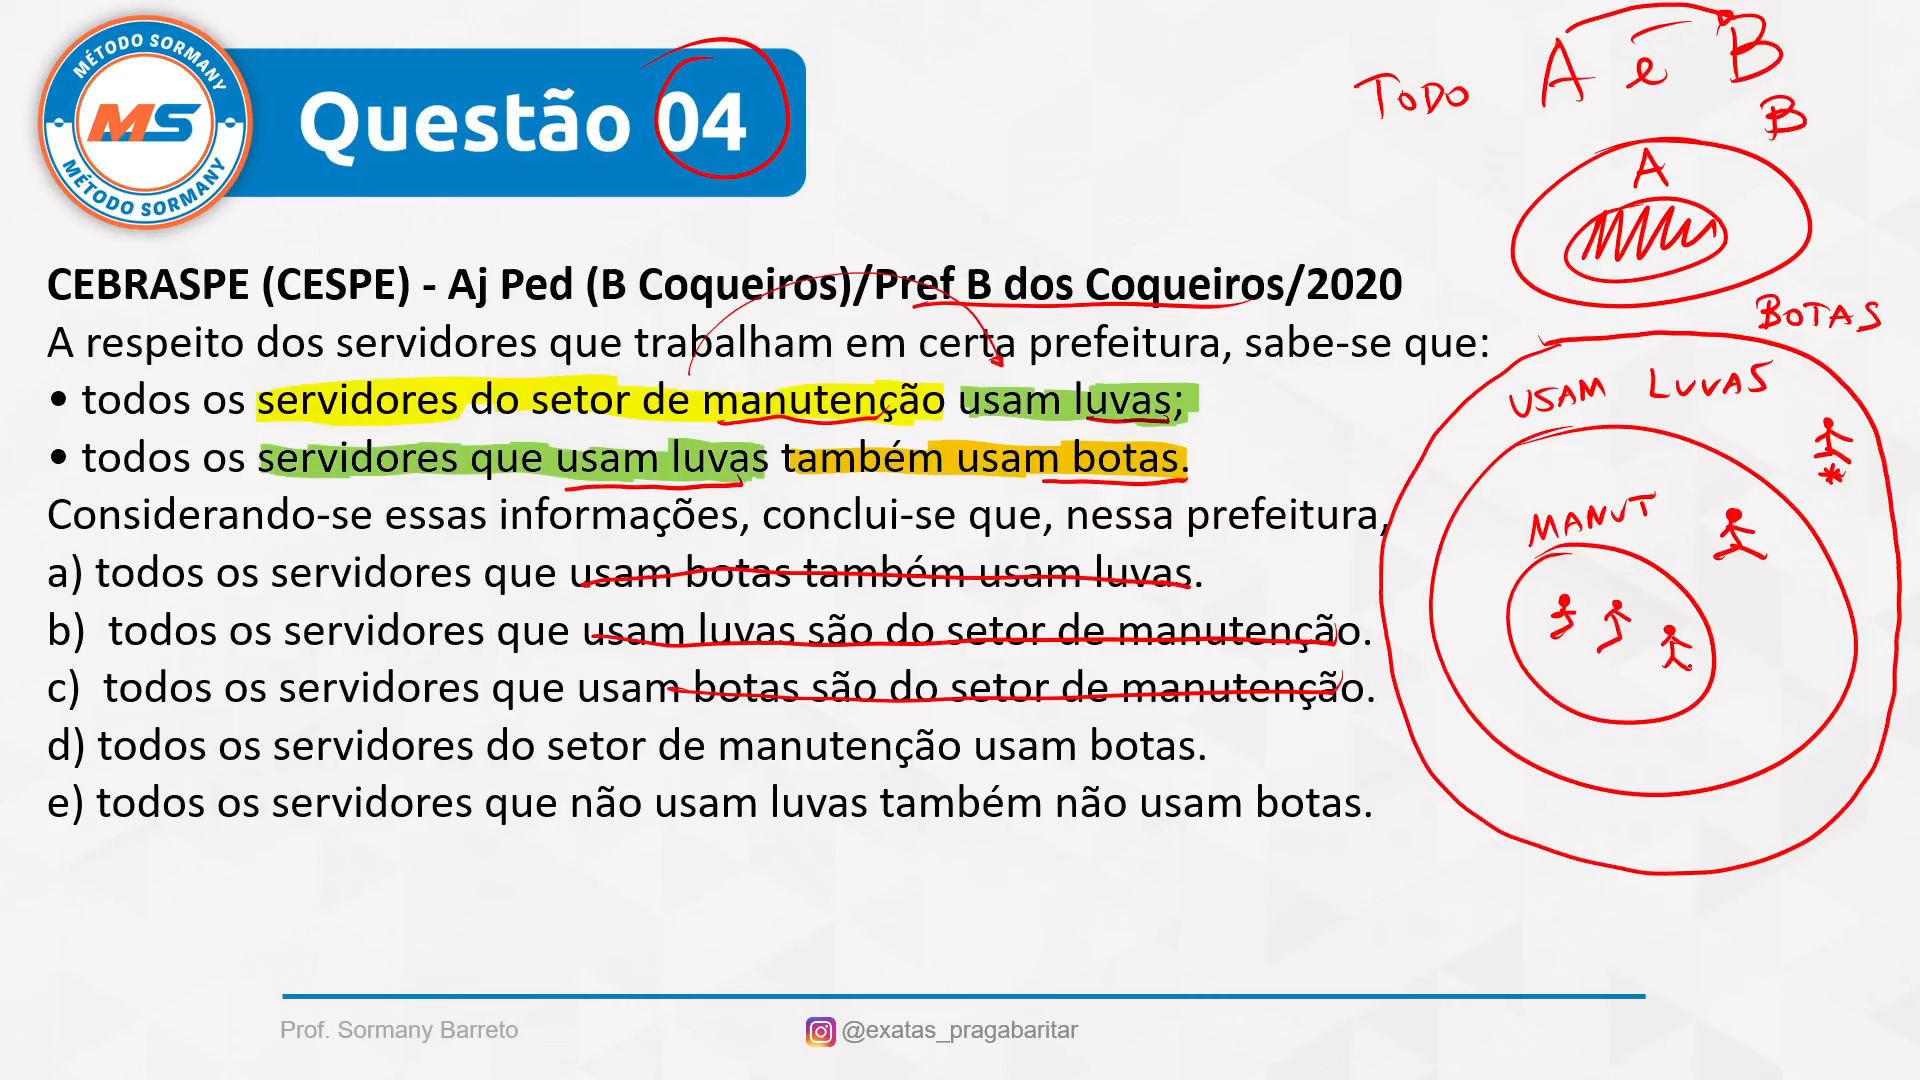 MÉTODO SORMANY
MS
MÉTODO SORMANY
Questão 04
TODO A é B
B
A
CEBRASPE (CESPE) - Aj Ped (B Coqueiros)/Pref B dos Coqueiros/2020
A respeito dos servidores que trabalham em certa prefeitura, sabe-se que:
• todos os servidores do setor de manutenção usam luvas;
• todos os servidores que usam luvas também usam botas.
Considerando-se essas informações, conclui-se que, nessa prefeitura,
a) todos os servidores que usam botas também usam luvas.
b) todos os servidores que usam luvas são do setor de manutenção.
c) todos os servidores que usam botas são do setor de manutenção.
d) todos os servidores do setor de manutenção usam botas.
e) todos os servidores que não usam luvas também não usam botas.
BOTAS
USAM LUVAS
MANUT
Prof. Sormany Barreto
@exatas_pragabaritar